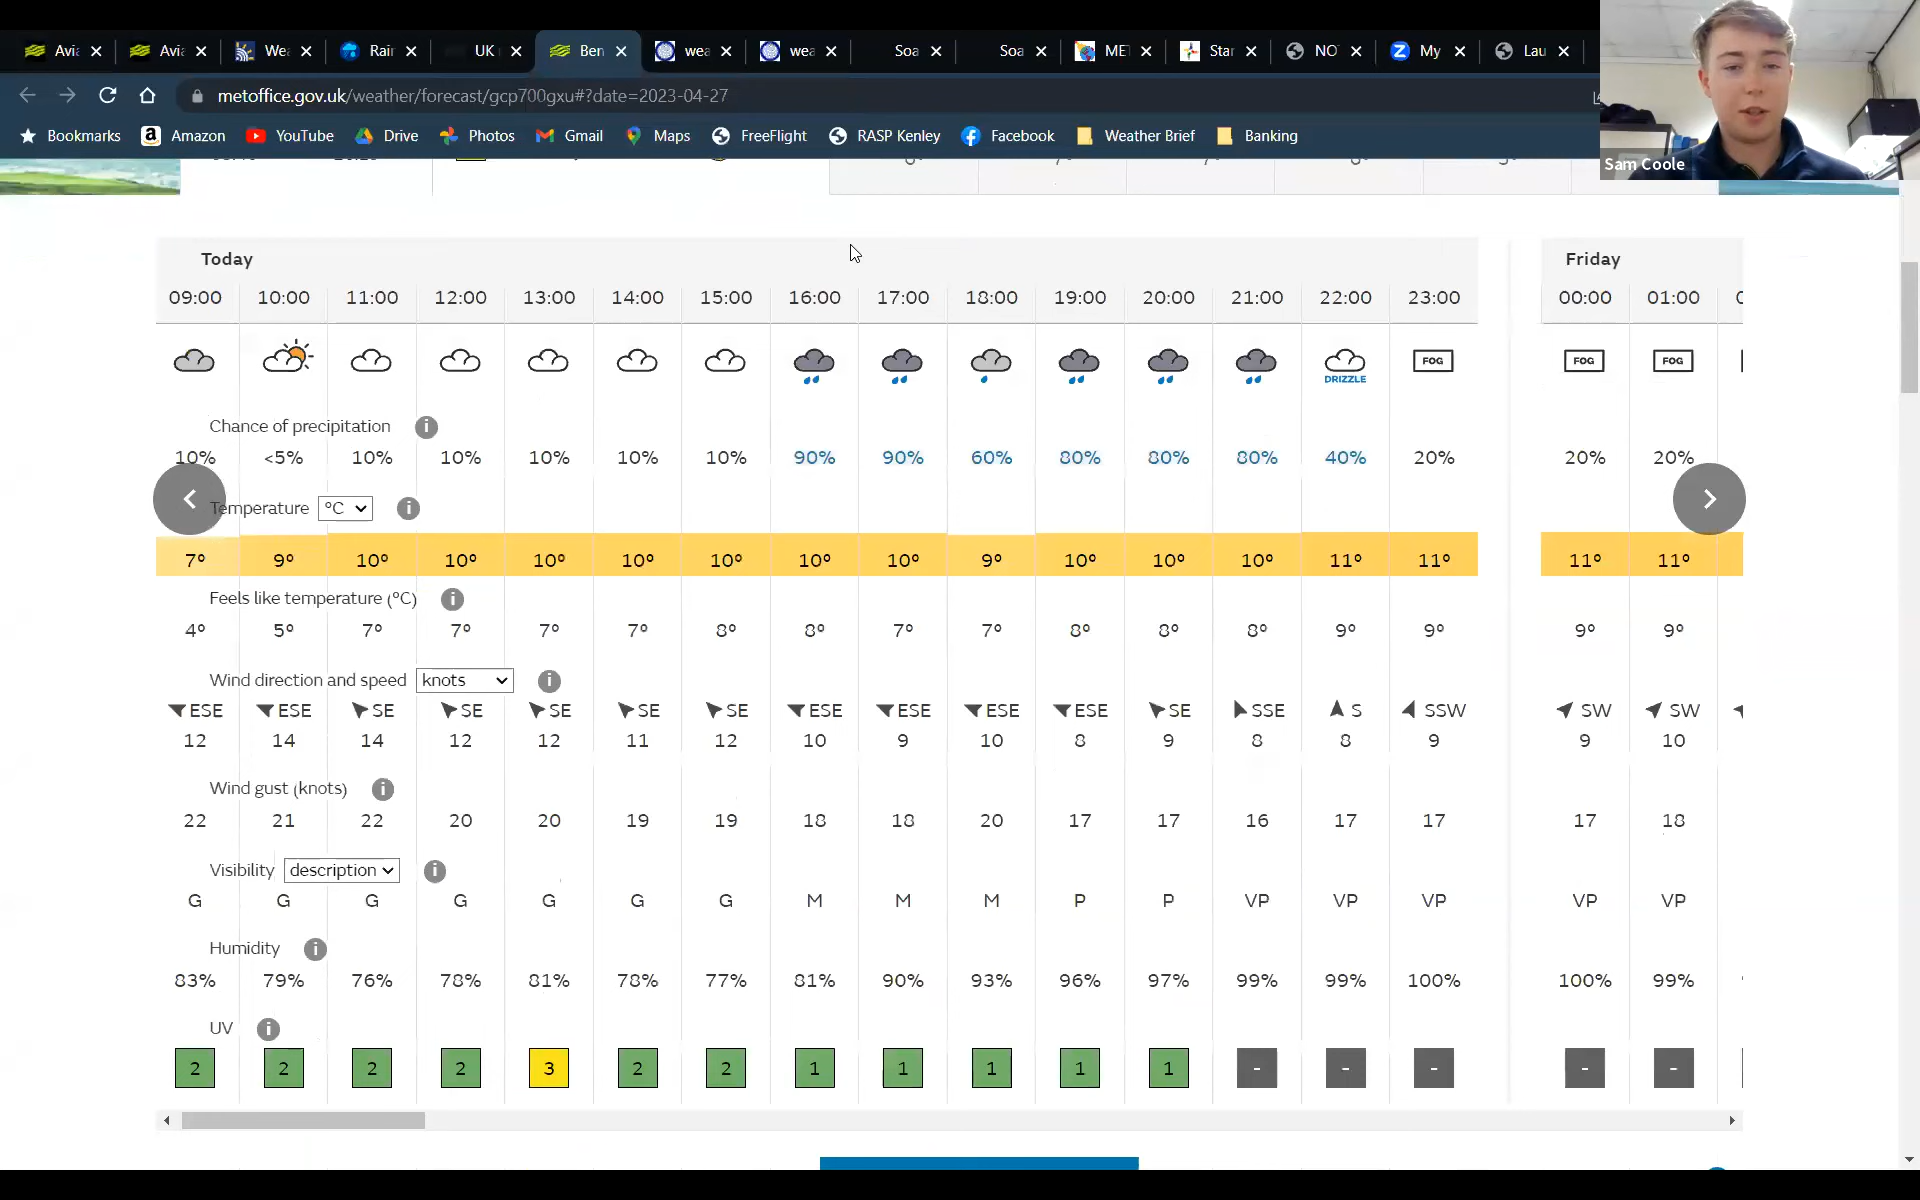 Avi Avi We Rai UK Ben wea wea Soa Soa ME Sta NO My Lau
metoffice.gov.uk/weather/forecast/gcp700gxu#?date=2023-04-27
Bookmarks Amazon YouTube Drive Photos Gmail Maps FreeFlight RASP Kenley Facebook Weather Brief Banking
Sam Coole
Today Friday
09:00 10:00 11:00 12:00 13:00 14:00 15:00 16:00 17:00 18:00 19:00 20:00 21:00 22:00 23:00 00:00 01:00
DRIZZLE FOG FOG FOG
Chance of precipitation i
10% <5% 10% 10% 10% 10% 10% 90% 90% 60% 80% 80% 80% 40% 20% 20% 20%
Temperature °C i
7° 9° 10° 10° 10° 10° 10° 10° 10° 9° 10° 10° 10° 11° 11° 11° 11°
Feels like temperature (°C) i
4° 5° 7° 7° 7° 7° 8° 8° 7° 7° 8° 8° 8° 9° 9° 9° 9°
Wind direction and speed knots i
ESE ESE SE SE SE SE SE ESE ESE ESE ESE SE SSE S SSW SW SW
12 14 14 12 12 11 12 10 9 10 8 9 8 8 9 9 10
Wind gust (knots) i
22 21 22 20 20 19 19 18 18 20 17 17 16 17 17 17 18
Visibility description i
G G G G G G G M M M P P VP VP VP VP VP
Humidity i
83% 79% 76% 78% 81% 78% 77% 81% 90% 93% 96% 97% 99% 99% 100% 100% 99%
UV i
2 2 2 2 3 2 2 1 1 1 1 1 - - - - -